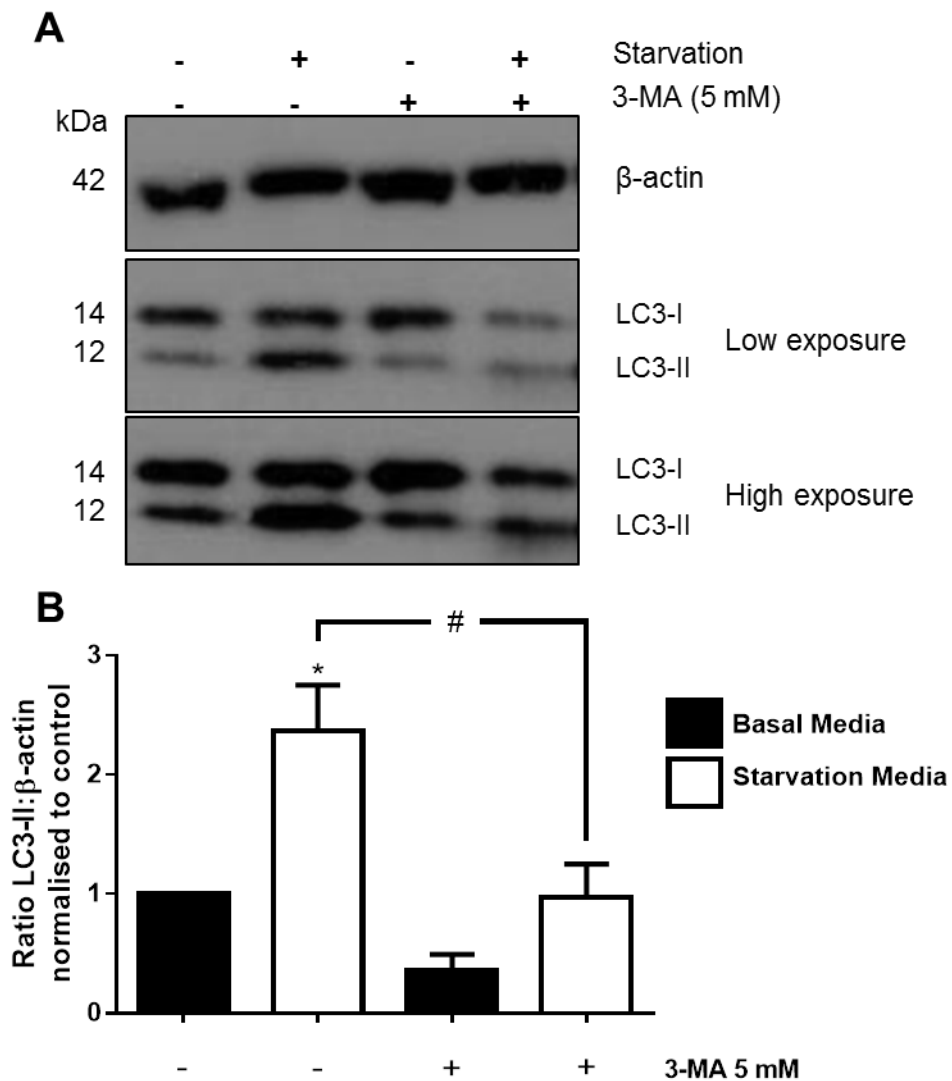 A
- + - + Starvation
- - + + 3-MA (5 mM)
kDa
42 β-actin
14 LC3-I
12 LC3-II
Low exposure
14 LC3-I
12 LC3-II
High exposure
B
#
*
3
2
1
0
Ratio LC3-II:β-actin
normalised to control
Basal Media
Starvation Media
- - + + 3-MA 5 mM